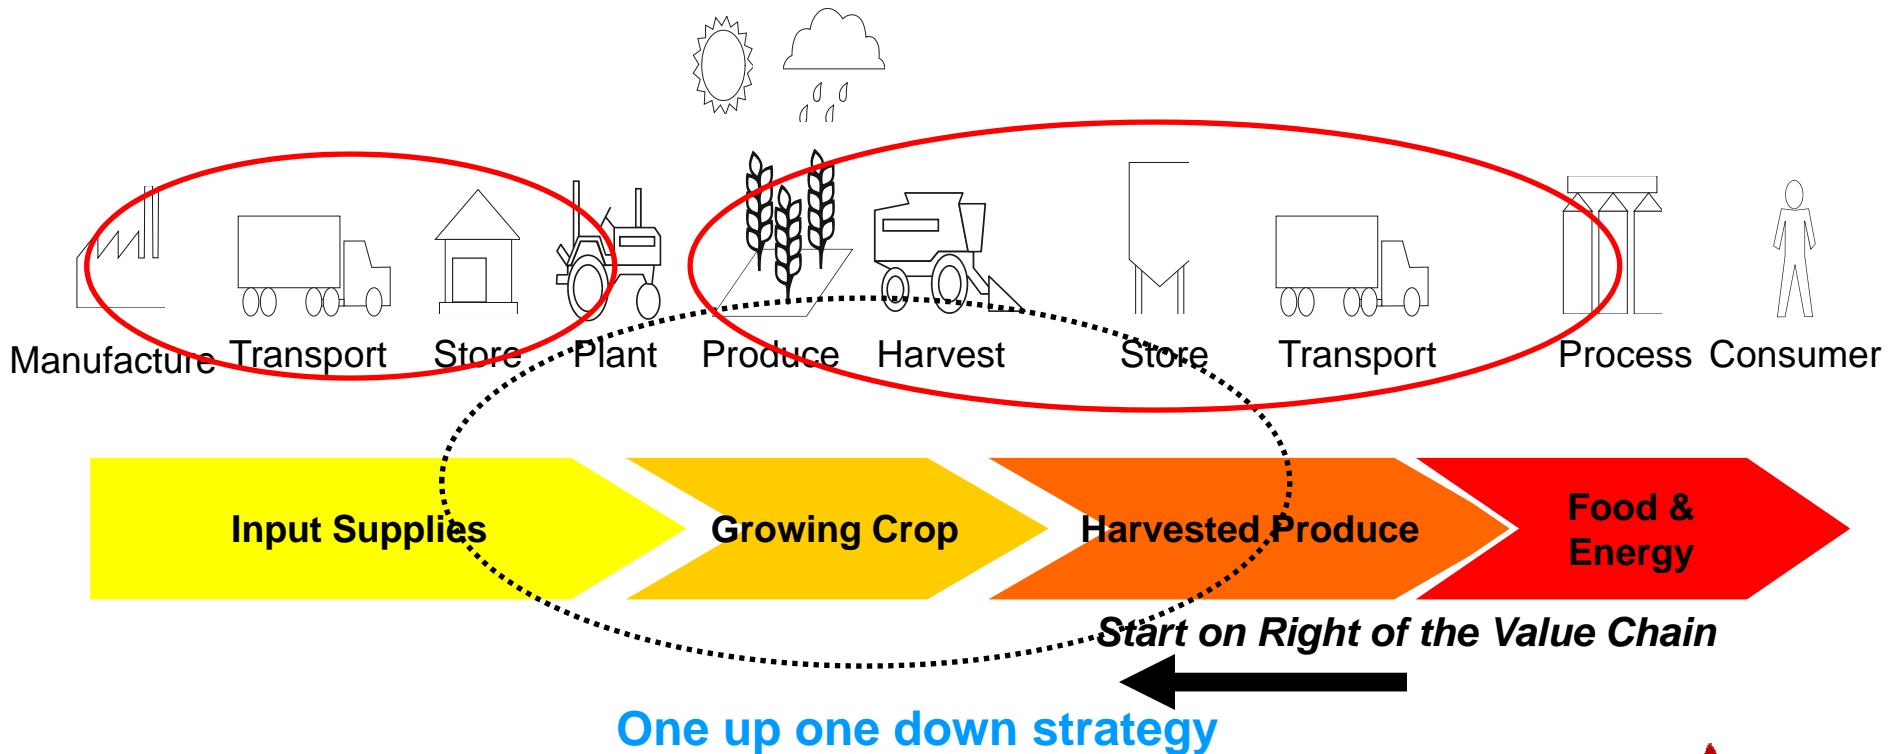 Manufacture Transport Store Plant Produce Harvest Store Transport Process Consumer
Input Supplies Growing Crop Harvested Produce Food &
Energy
Start on Right of the Value Chain
One up one down strategy